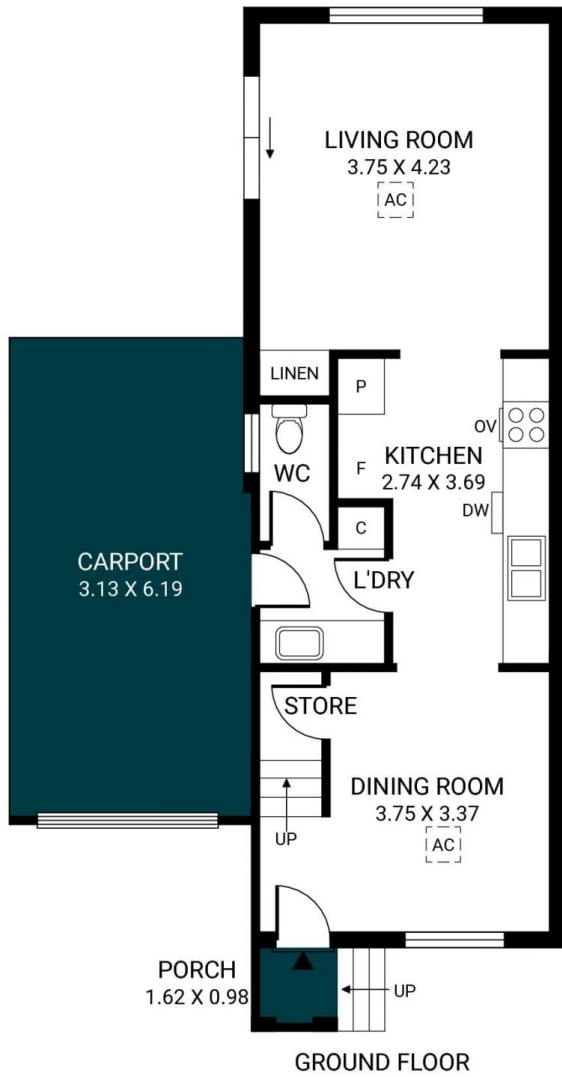 LIVING ROOM
3.75 X 4.23
AC
LINEN
P
OV
WC
F
KITCHEN
2.74 X 3.69
DW
C
CARPORT
3.13 X 6.19
L'DRY
STORE
DINING ROOM
3.75 X 3.37
UP
AC
PORCH
1.62 X 0.98
UP
GROUND FLOOR